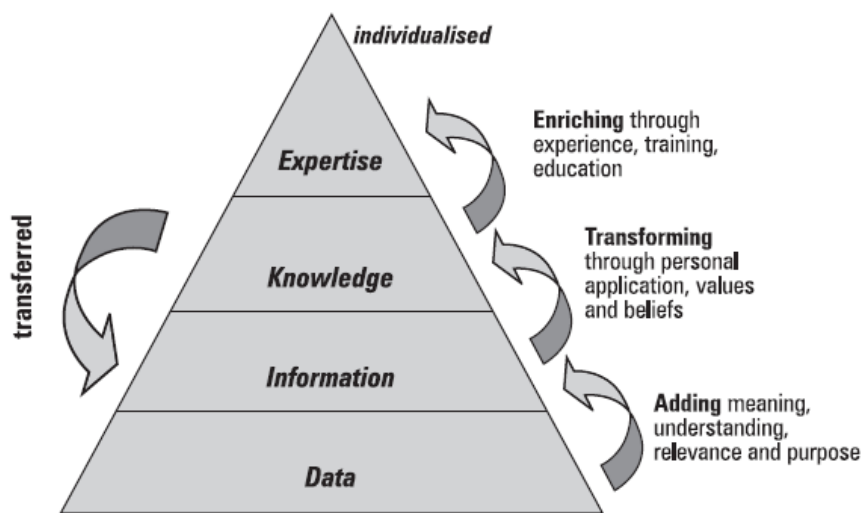 individualised
Enriching through
experience, training,
education
Expertise
transferred
Transforming
through personal
application, values
and beliefs
Knowledge
Information
Adding meaning,
understanding,
relevance and purpose
Data